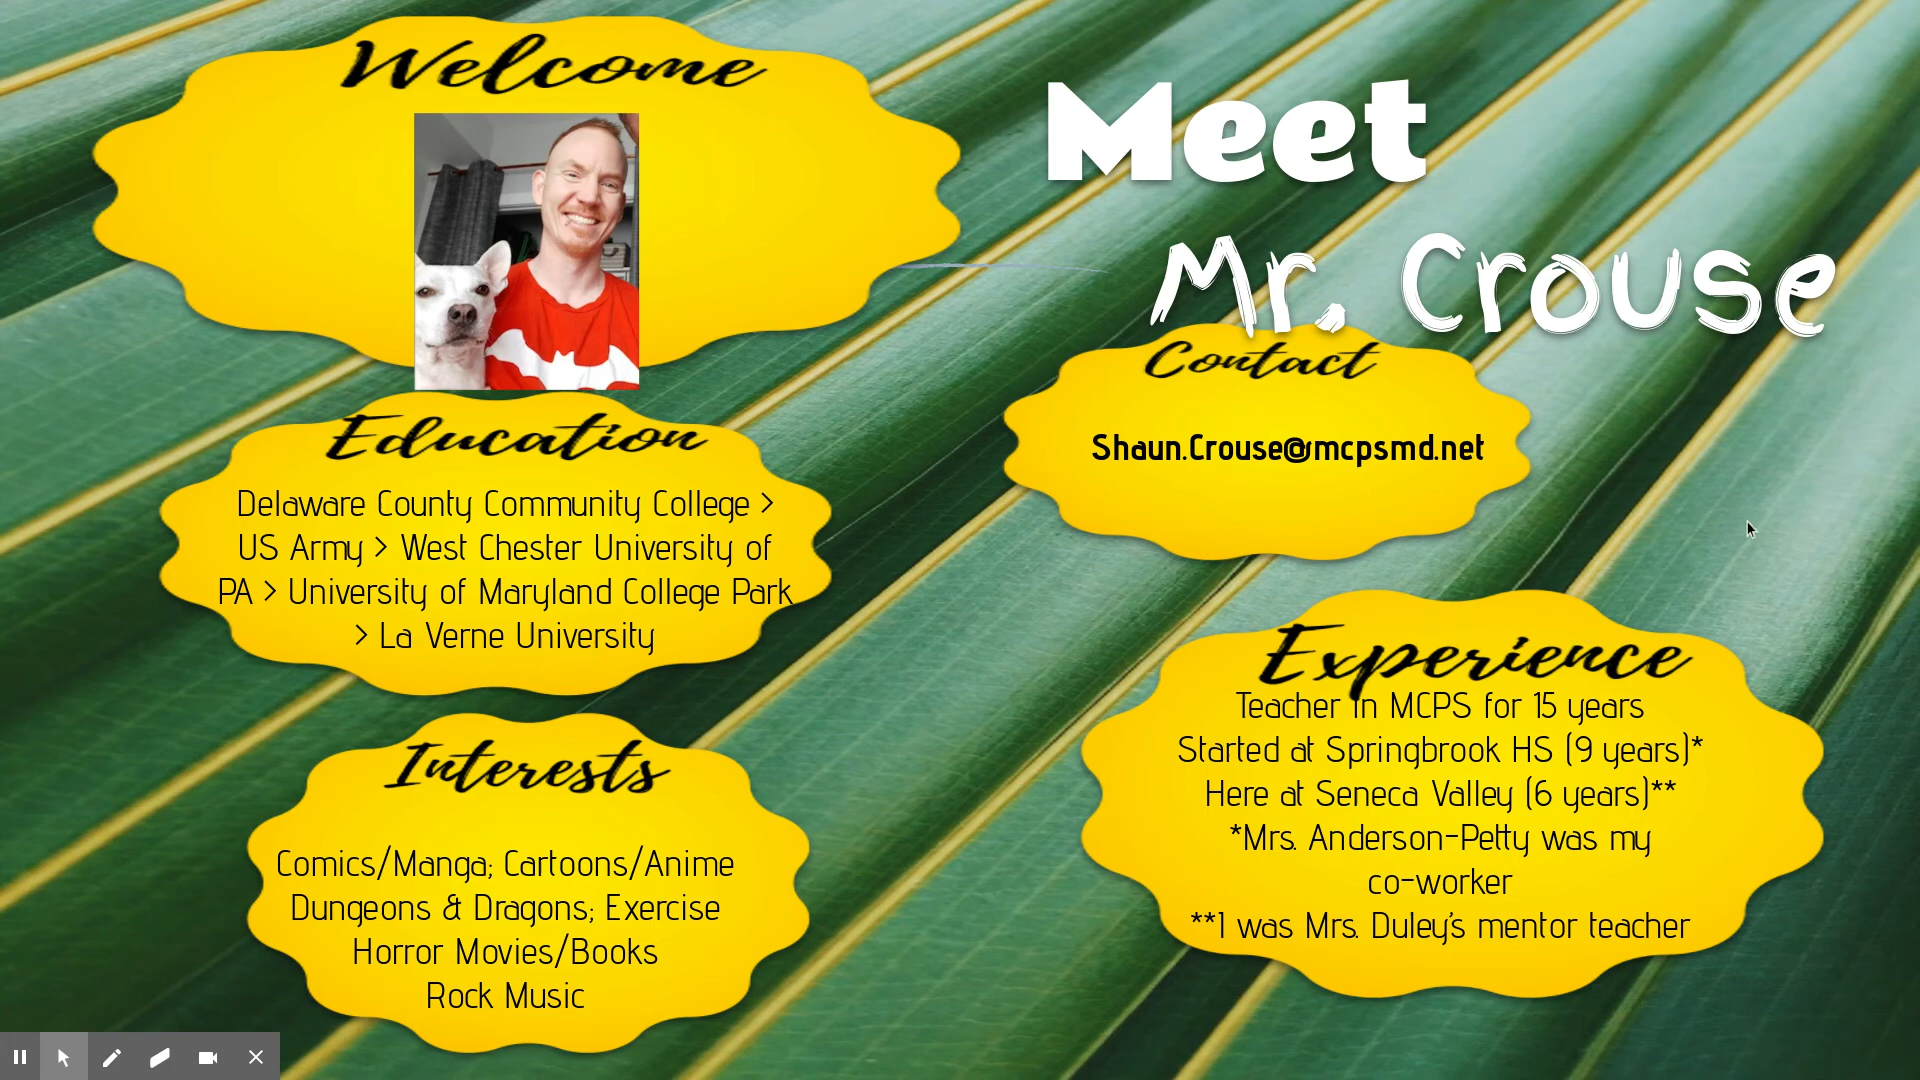 Welcome
Meet
Mr. Crouse
Education
Delaware County Community College >
US Army > West Chester University of
PA > University of Maryland College Park
> La Verne University
Contact
Shaun.Crouse@mcpsmd.net
Interests
Comics/Manga; Cartoons/Anime
Dungeons & Dragons; Exercise
Horror Movies/Books
Rock Music
Experience
Teacher in MCPS for 15 years
Started at Springbrook HS (9 years)*
Here at Seneca Valley (6 years)**
*Mrs. Anderson-Petty was my
co-worker
**I was Mrs. Duley's mentor teacher